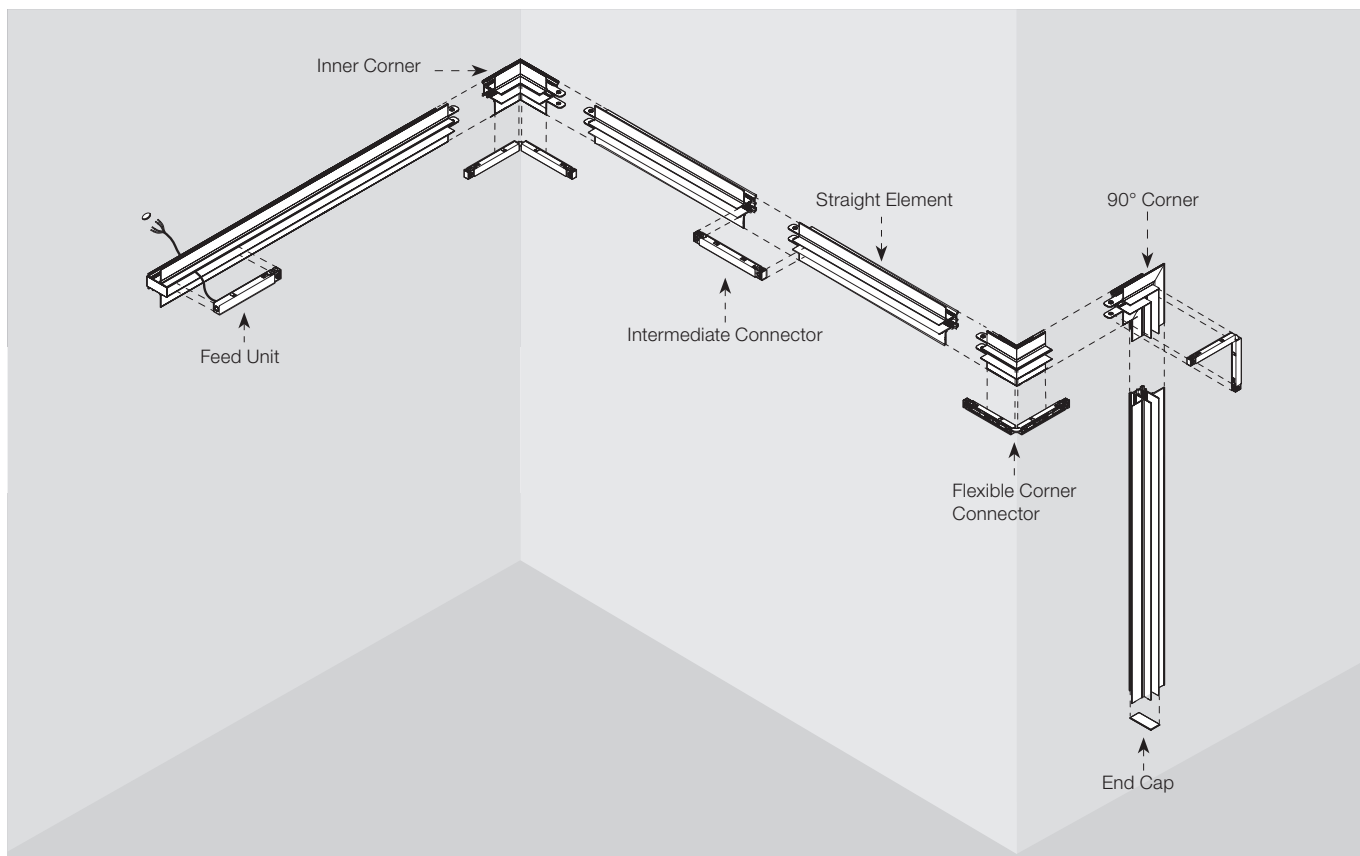 Inner Corner
Straight Element
90° Corner
Intermediate Connector
Feed Unit
Flexible Corner
Connector
End Cap